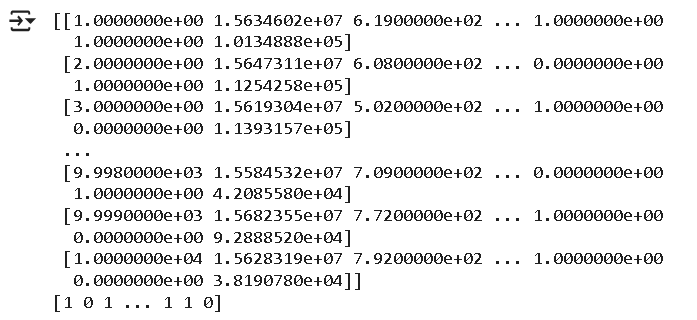 [[1.0000000e+00 1.5634602e+07 6.1900000e+02 ... 1.0000000e+00
1.0000000e+00 1.0134888e+05]
[2.0000000e+00 1.5647311e+07 6.0800000e+02 ... 0.0000000e+00
1.0000000e+00 1.1254258e+05]
[3.0000000e+00 1.5619304e+07 5.0200000e+02 ... 1.0000000e+00
0.0000000e+00 1.1393157e+05]
...
[9.9980000e+03 1.5584532e+07 7.0900000e+02 ... 0.0000000e+00
1.0000000e+00 4.2085580e+04]
[9.9990000e+03 1.5682355e+07 7.7200000e+02 ... 1.0000000e+00
0.0000000e+00 9.2888520e+04]
[1.0000000e+04 1.5628319e+07 7.9200000e+02 ... 1.0000000e+00
0.0000000e+00 3.8190780e+04]]
[1 0 1 ... 1 1 0]